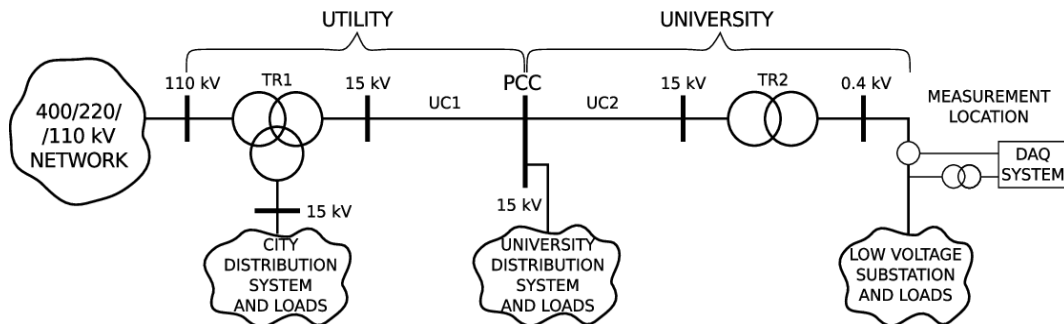 UTILITY
UNIVERSITY
110 kV
TR1
15 kV
UC1
PCC
UC2
15 kV
TR2
0.4 kV
MEASUREMENT
LOCATION
400/220/
/110 kV
NETWORK
DAQ
SYSTEM
15 kV
15 kV
CITY
DISTRIBUTION
SYSTEM
AND LOADS
UNIVERSITY
DISTRIBUTION
SYSTEM
AND LOADS
LOW VOLTAGE
SUBSTATION
AND LOADS